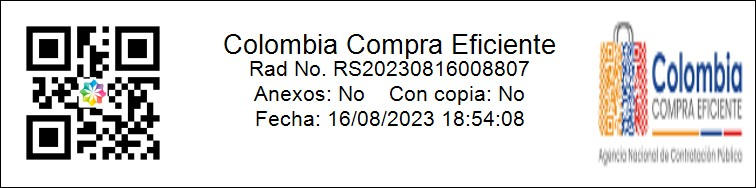 Colombia Compra Eficiente
Rad No. RS20230816008807
Anexos: No    Con copia: No
Fecha: 16/08/2023 18:54:08
Colombia
COMPRA EFICIENTE
Agencia Nacional de Contratación Pública